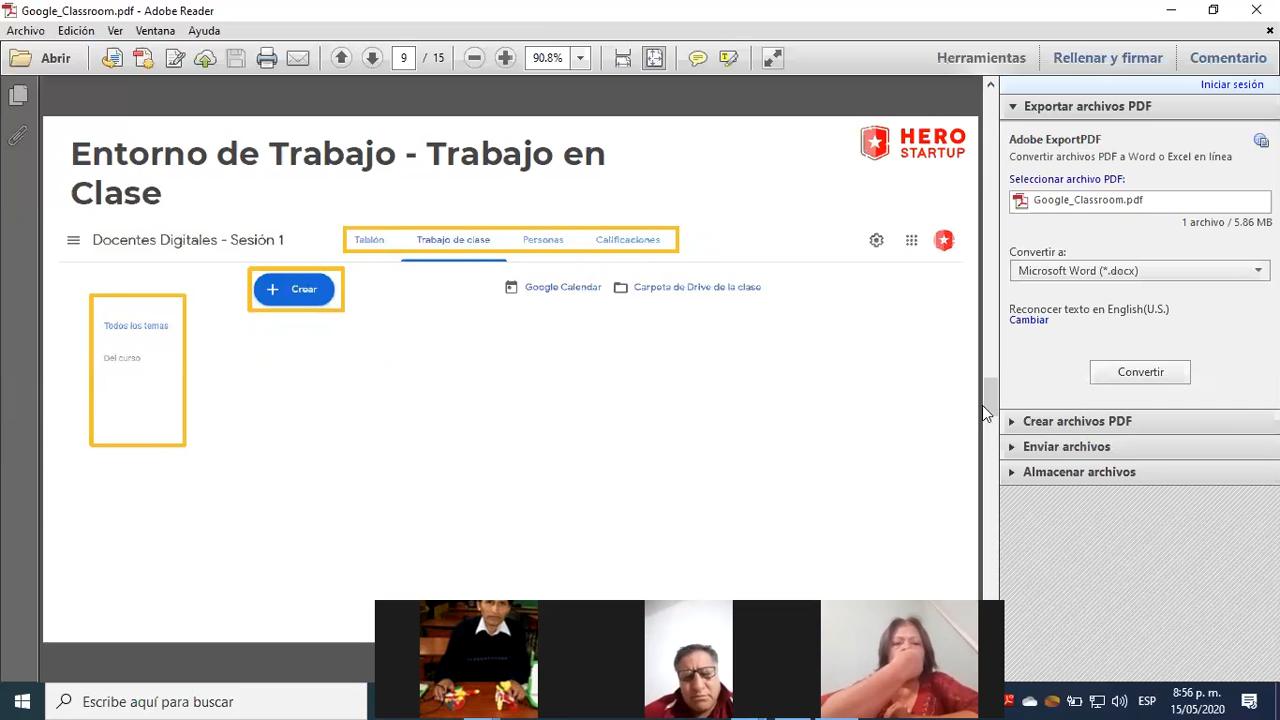 Google_Classroom.pdf - Adobe Reader
Archivo Edición Ver Ventana Ayuda
Abrir 9 / 15 90.8% Herramientas Rellenar y firmar Comentario
Iniciar sesión
Exportar archivos PDF
Adobe ExportPDF
Convertir archivos PDF a Word o Excel en línea
Seleccionar archivo PDF:
Google_Classroom.pdf
1 archivo / 5.86 MB
Convertir a:
Microsoft Word (*.docx)
Reconocer texto en English(U.S.)
Cambiar
Convertir
Crear archivos PDF
Enviar archivos
Almacenar archivos
Entorno de Trabajo - Trabajo en
Clase
HERO
STARTUP
Docentes Digitales - Sesión 1 Tablón Trabajo de clase Personas Calificaciones
Crear Google Calendar Carpeta de Drive de la clase
Todos los temas
Del curso
Escribe aquí para buscar
ESP
8:56 p. m.
15/05/2020